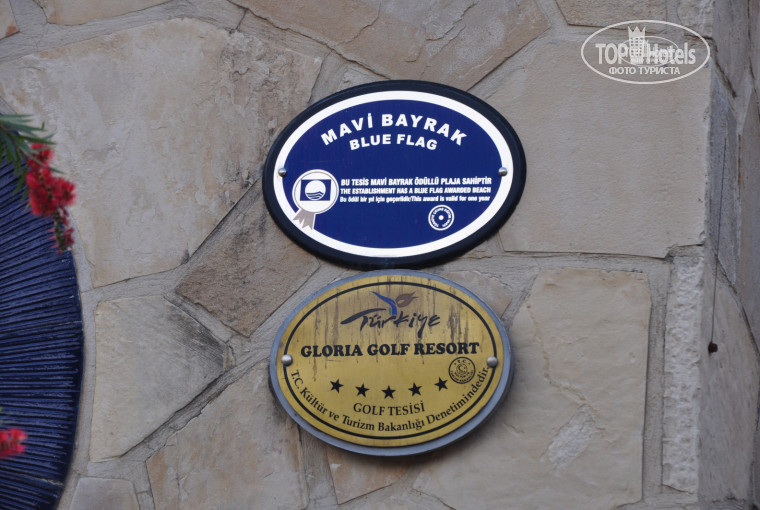 TOPHotels
ФОТО ТУРИСТА
MAVİ BAYRAK
BLUE FLAG
BU TESİS MAVİ BAYRAK ÖDÜLLÜ PLAJA SAHİPTİR
THE ESTABLISHMENT HAS A BLUE FLAG AWARDED BEACH
Bu ödül bir yıl için geçerlidir/This award is valid for one year
Türkiye
GLORIA GOLF RESORT
GOLF TESİSİ
T.C. Kültür ve Turizm Bakanlığı Denetimindedir.